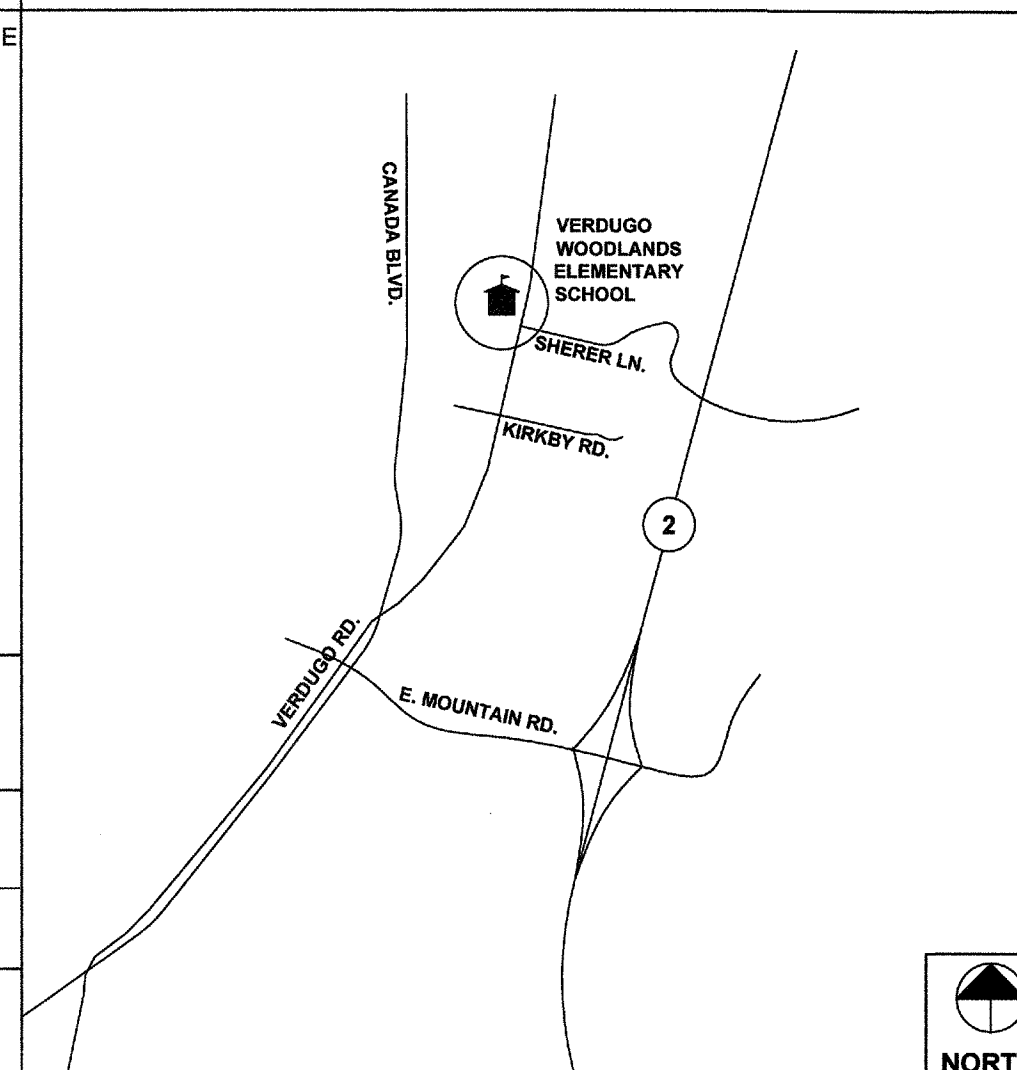 E
CANADA BLVD.
VERDUGO
WOODLANDS
ELEMENTARY
SCHOOL
SHERER LN.
KIRKBY RD.
2
VERDUGO RD.
E. MOUNTAIN RD.
NORT